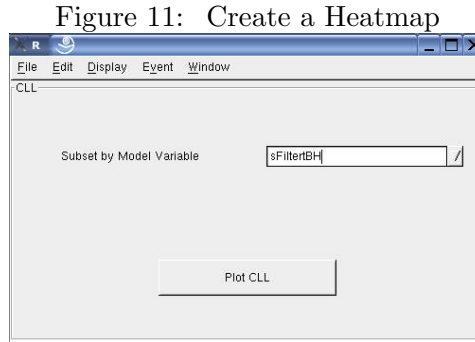 Figure 11: Create a Heatmap
R
File Edit Display Event Window
CLL
Subset by Model Variable sFiltertBH /
Plot CLL